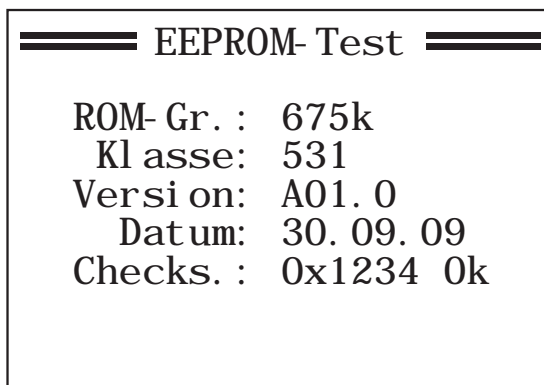 EEPROM-Test
ROM-Gr.: 675k
Klasse: 531
Version: A01.0
Datum: 30.09.09
Checks.: 0x1234 Ok